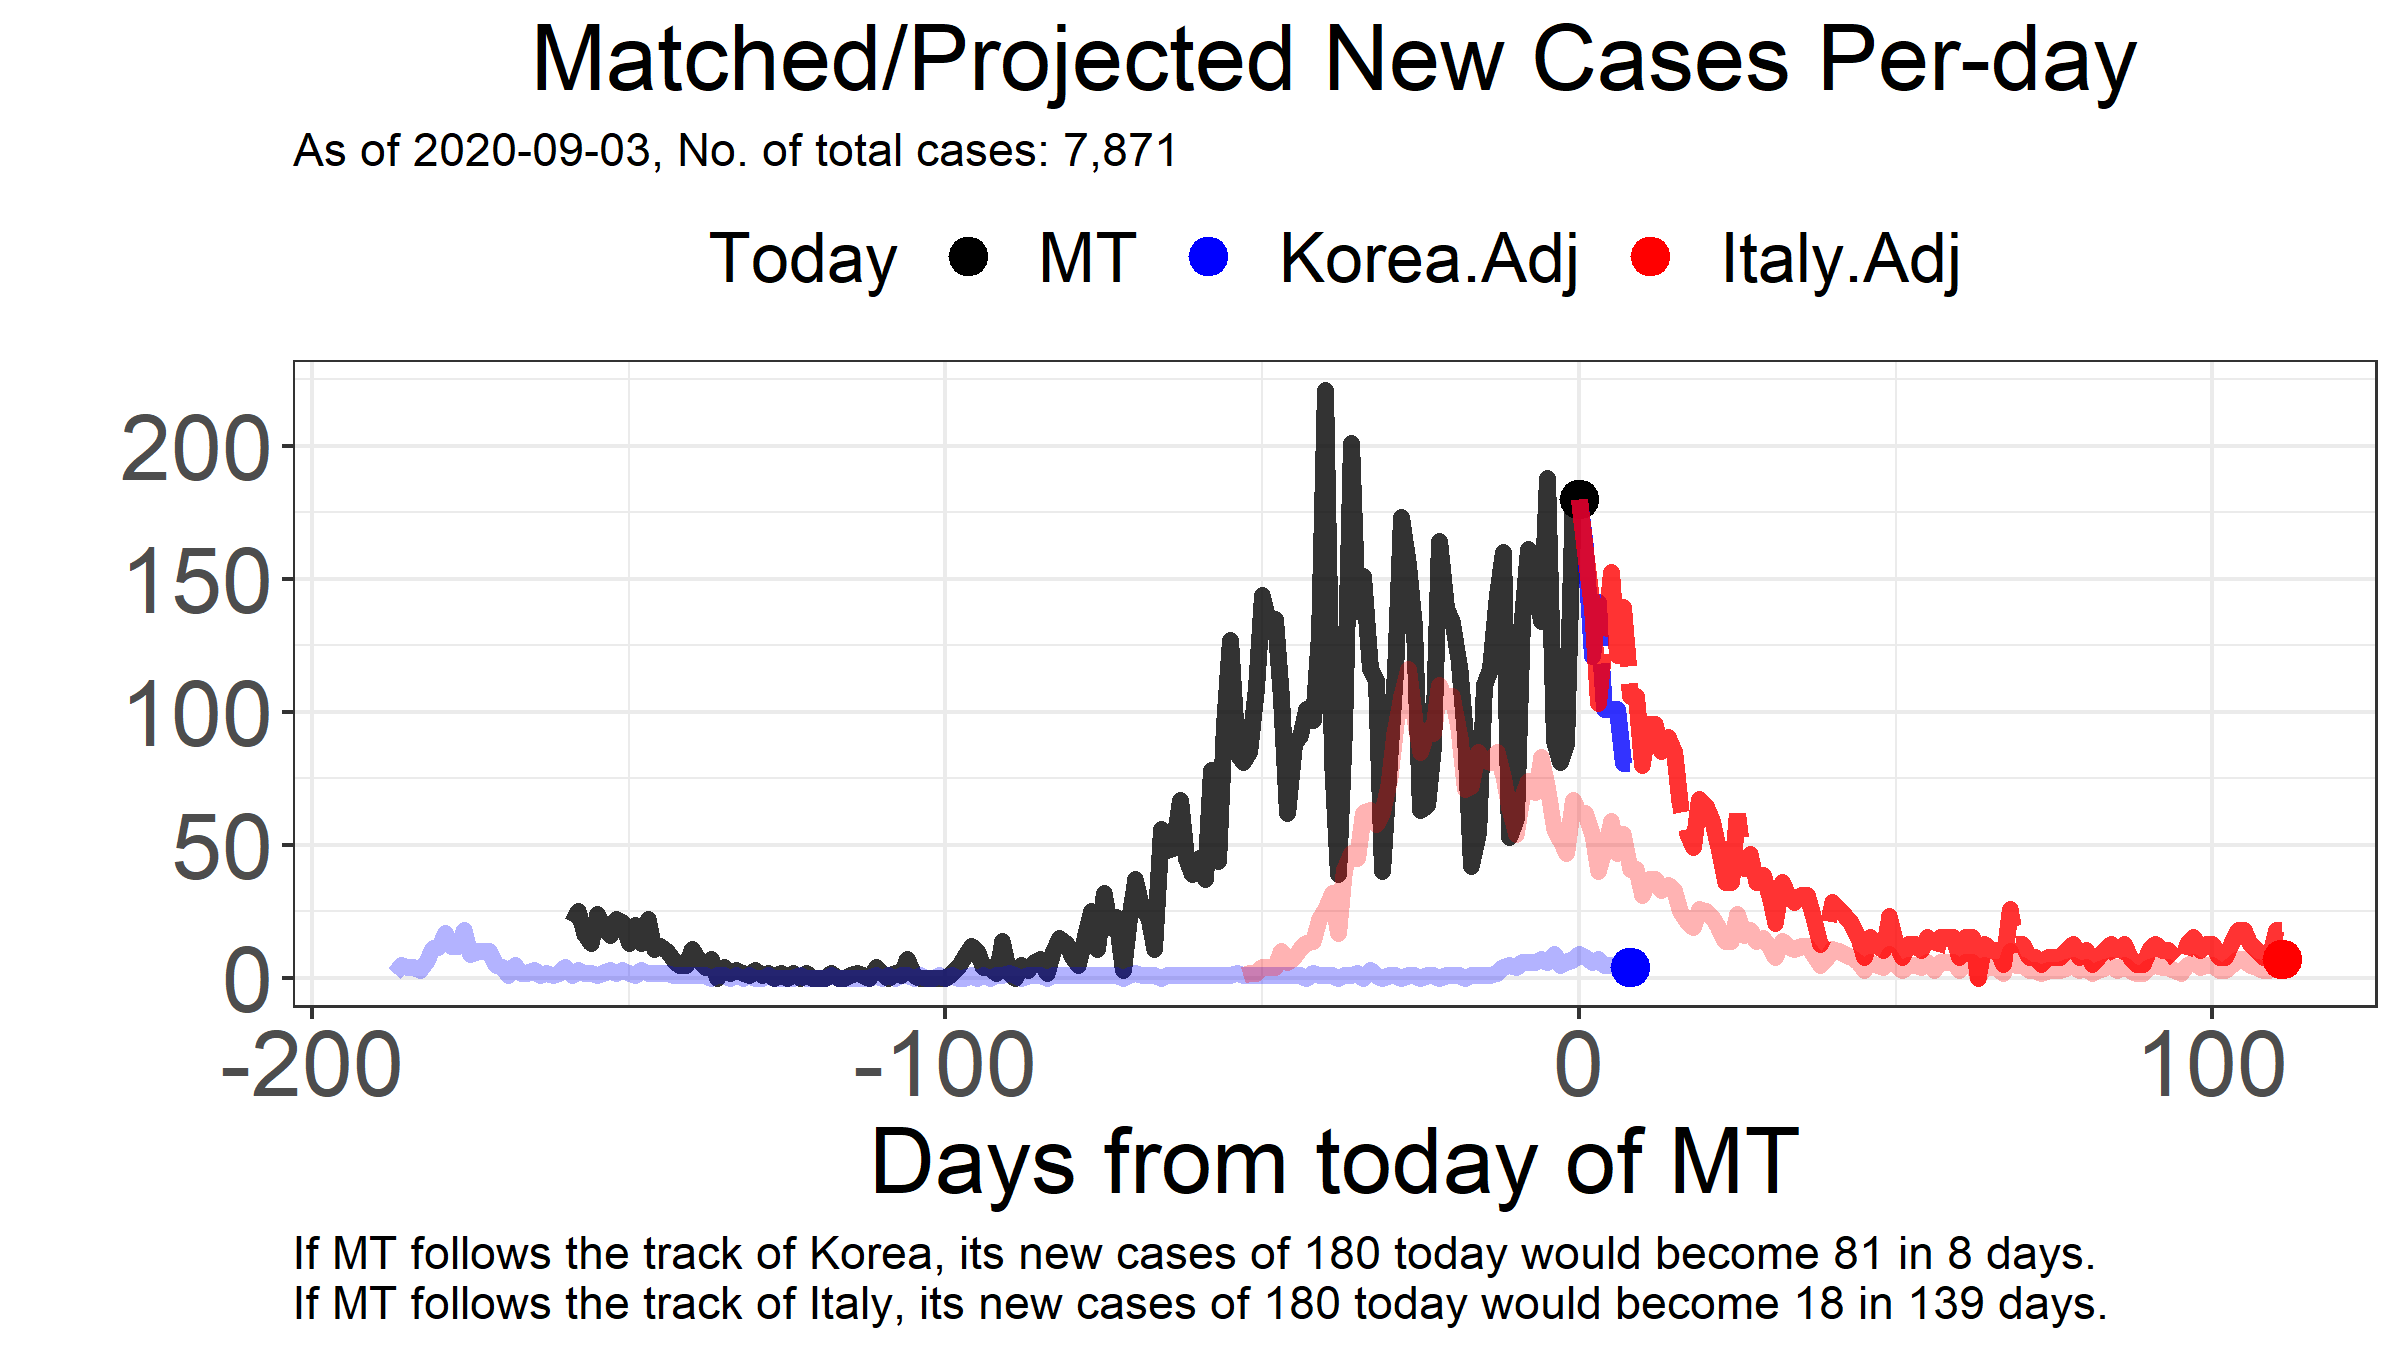 Matched/Projected New Cases Per-day
As of 2020-09-03, No. of total cases: 7,871
Today MT Korea.Adj Italy.Adj
200
150
100
50
0
-200 -100 0 100
Days from today of MT
If MT follows the track of Korea, its new cases of 180 today would become 81 in 8 days.
If MT follows the track of Italy, its new cases of 180 today would become 18 in 139 days.